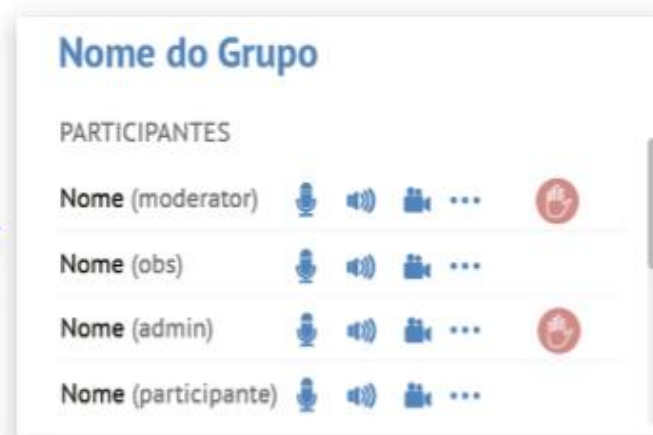 Nome do Grupo
PARTICIPANTES
Nome (moderator)
Nome (obs)
Nome (admin)
Nome (participante)